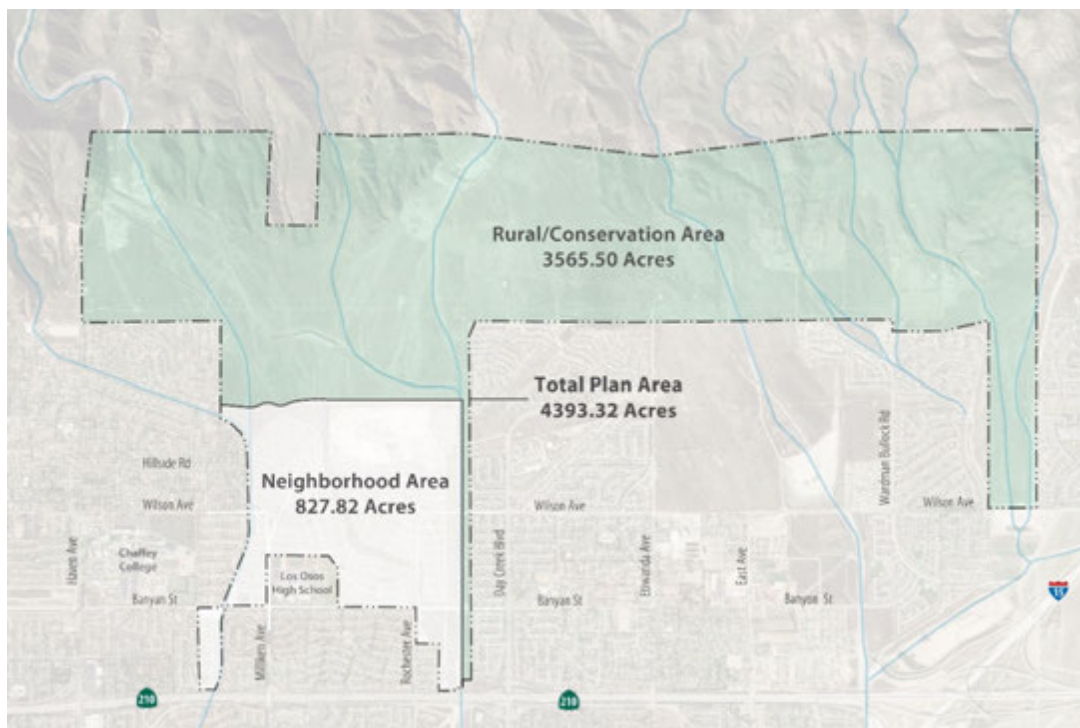 Rural/Conservation Area
3565.50 Acres
Total Plan Area
4393.32 Acres
Neighborhood Area
827.82 Acres
Hillside Rd
Wilson Ave
Wilson Ave
Wilson Ave
Wardman Bullock Rd
Haven Ave
Chaffey
College
Los Osos
High School
Day Creek Blvd
Etiwanda Ave
East Ave
Banyan St
Banyan St
Banyon St
Milliken Ave
Rochester Ave
15
210
210